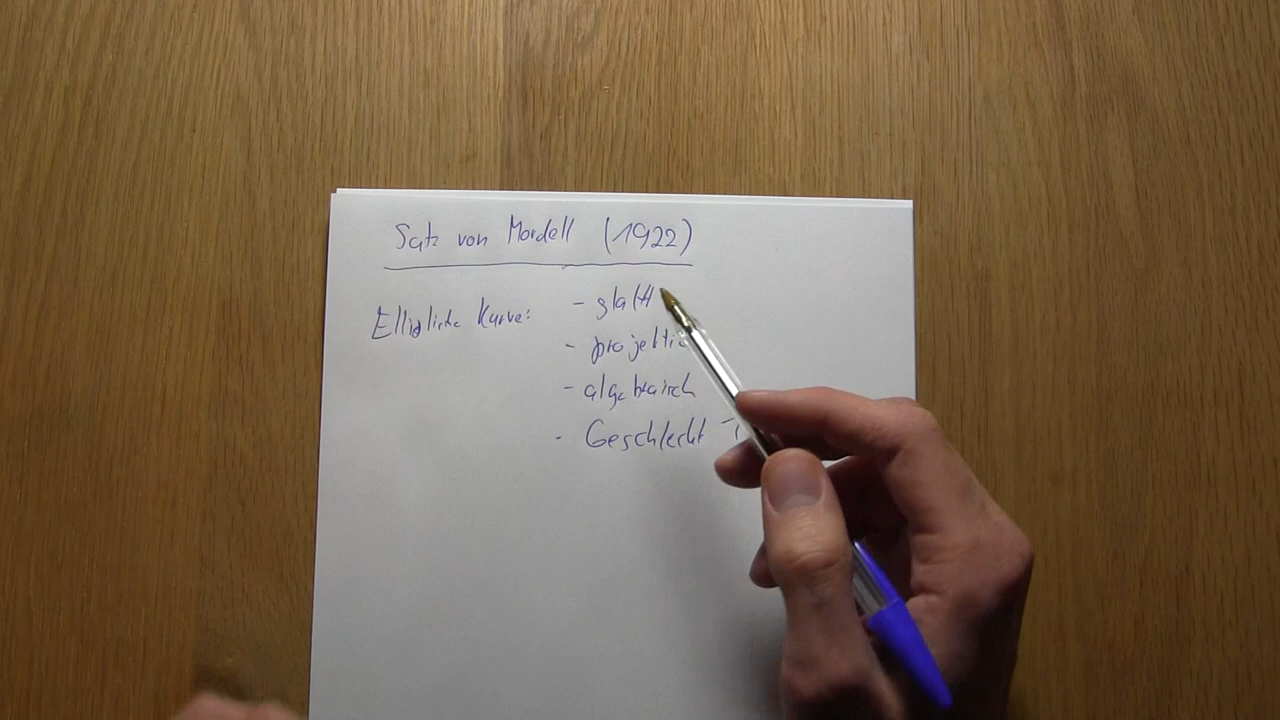 Satz von Mordell (1922)
Elliptische Kurve:
- glatt
- projektiv
- algebraisch
- Geschlecht